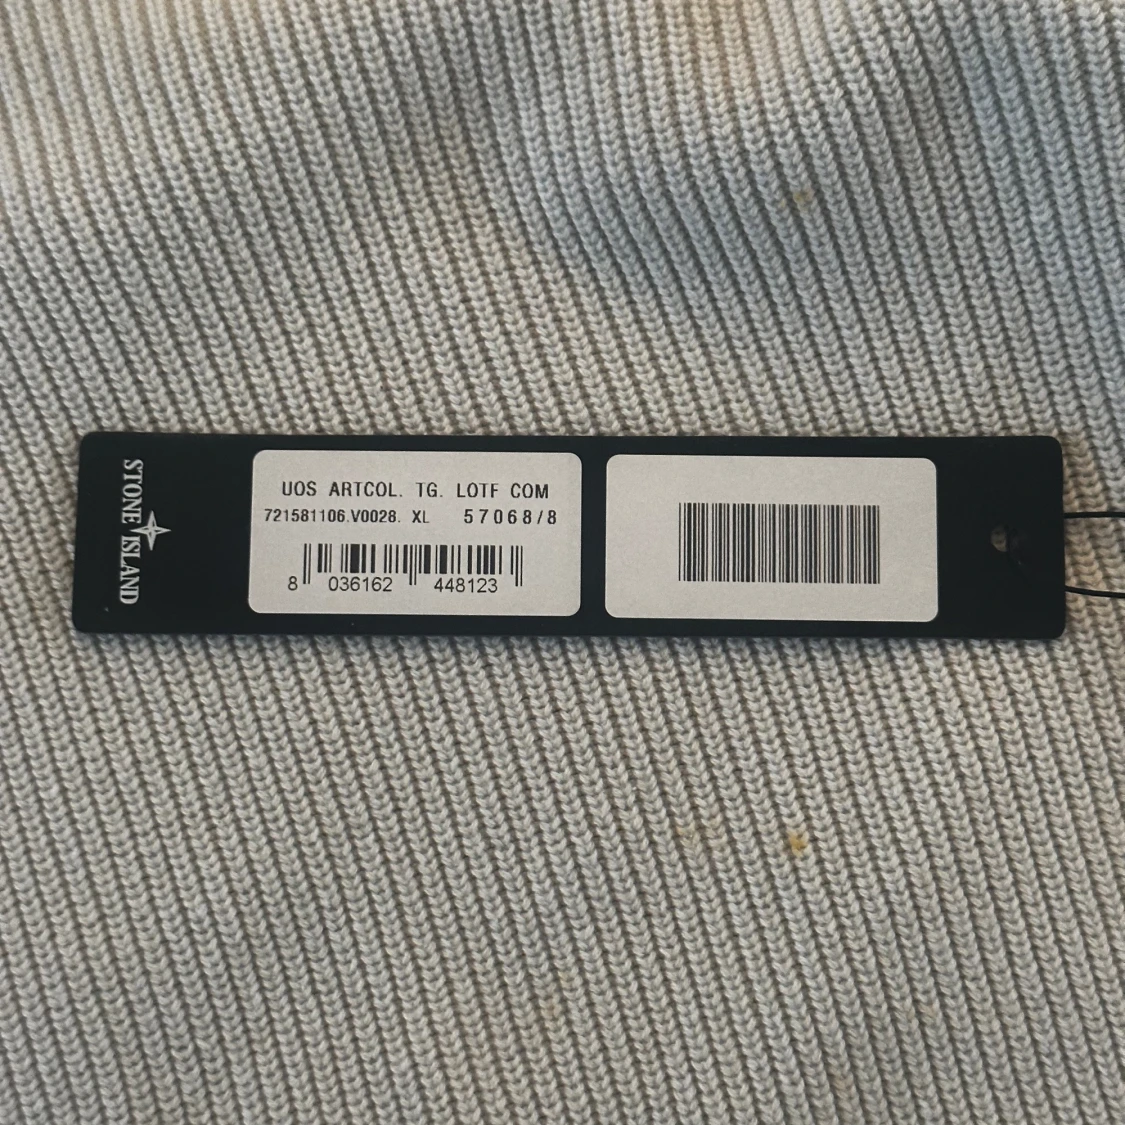 STONE ISLAND
UOS ARTCOL. TG. LOTF COM
721581106.V0028. XL 57068/8
8 036162 448123